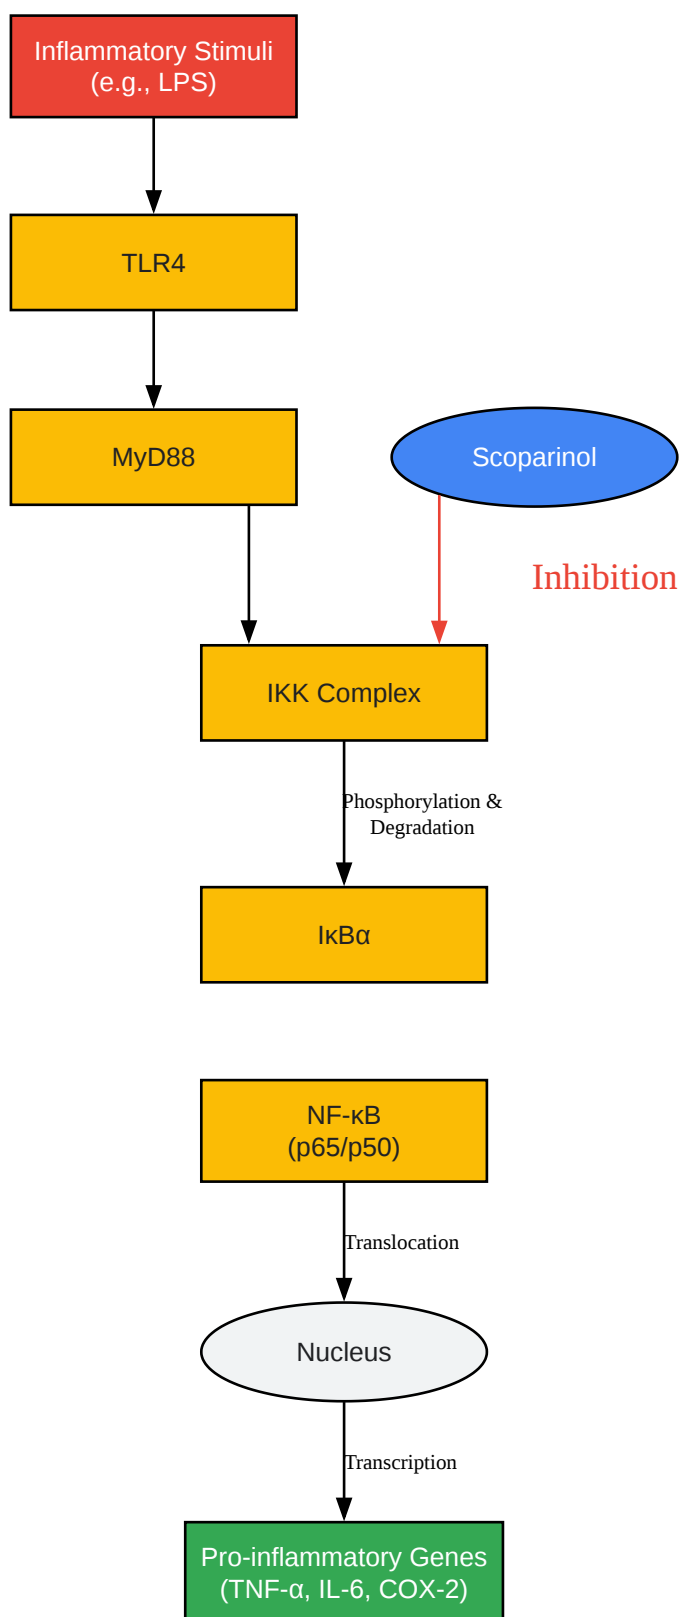 Inflammatory Stimuli
(e.g., LPS)
TLR4
MyD88
Scoparinol
Inhibition
IKK Complex
Phosphorylation &
Degradation
IκBα
NF-κB
(p65/p50)
Translocation
Nucleus
Transcription
Pro-inflammatory Genes
(TNF-α, IL-6, COX-2)